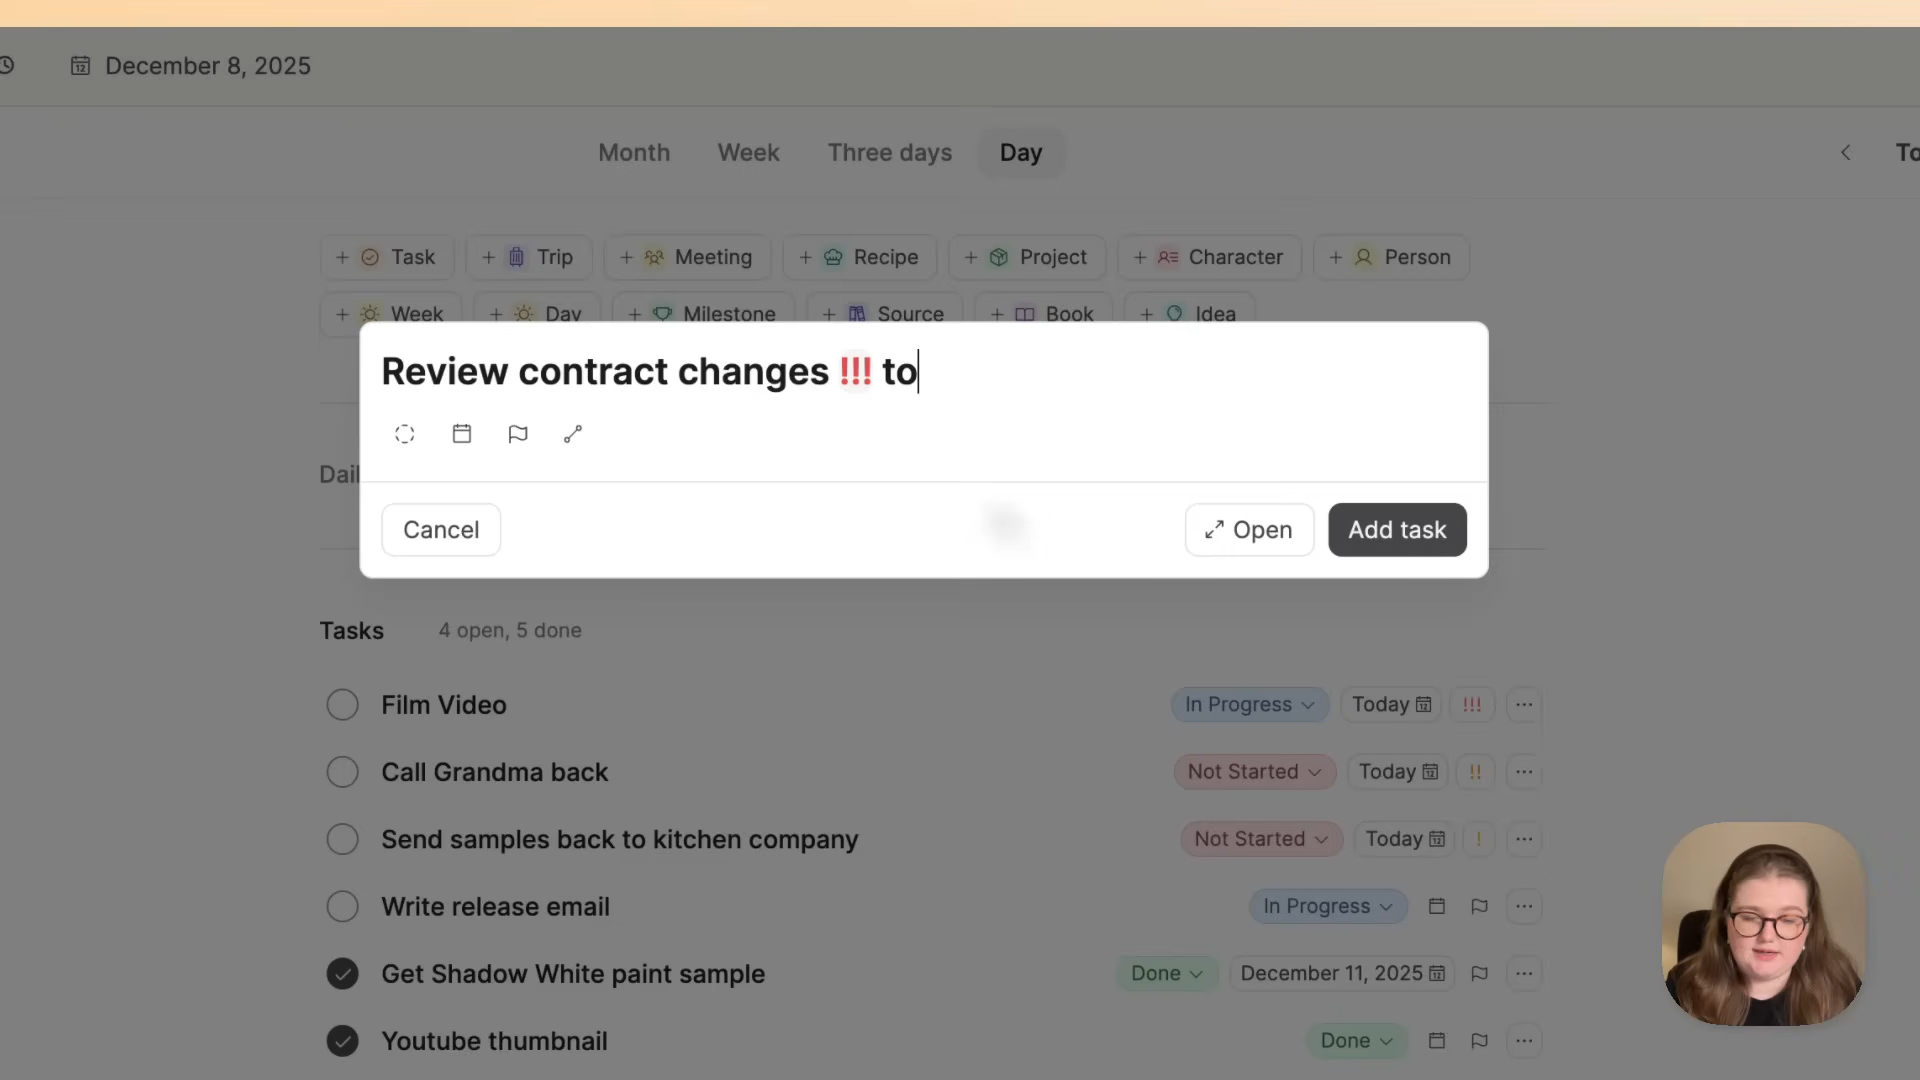 December 8, 2025
Month Week Three days Day
To
+ Task + Trip + Meeting + Recipe + Project + Character + Person
+ Week + Day + Milestone + Source + Book + Idea
Review contract changes !!! to
Dail
Cancel Open Add task
Tasks 4 open, 5 done
Film Video In Progress Today !!! ...
Call Grandma back Not Started Today !! ...
Send samples back to kitchen company Not Started Today ! ...
Write release email In Progress ...
Get Shadow White paint sample Done December 11, 2025 ...
Youtube thumbnail Done ...